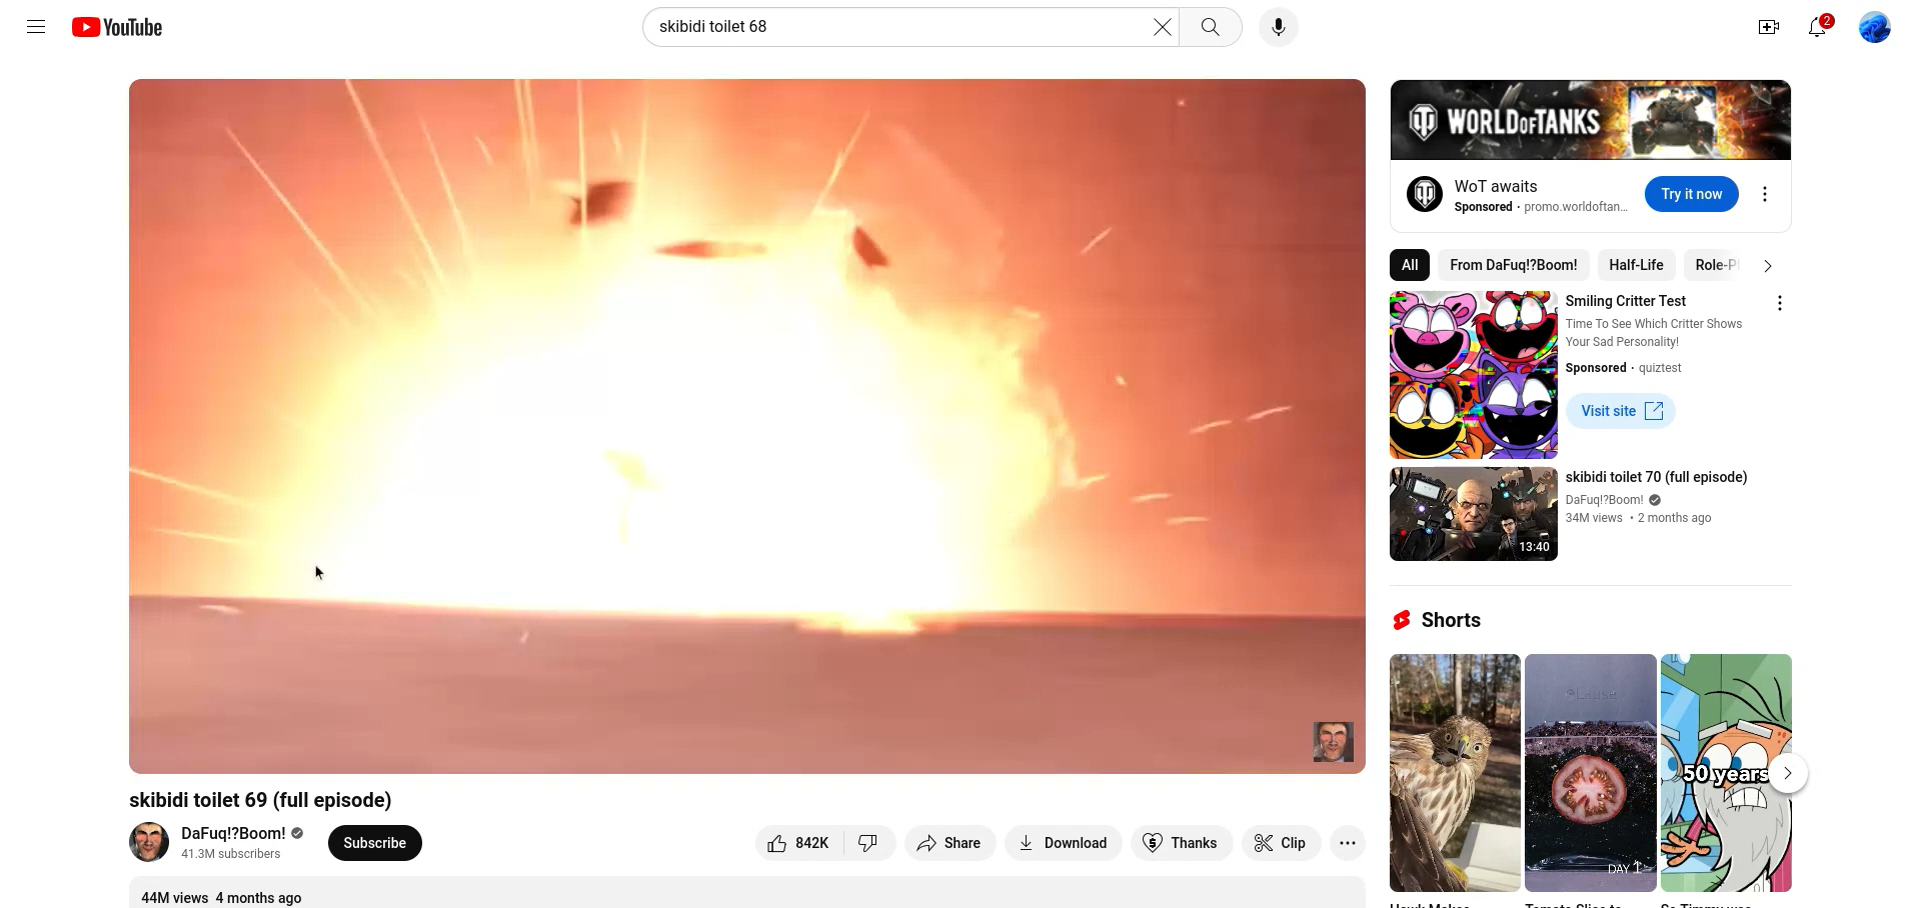 YouTube
skibidi toilet 68
2
WORLD OF TANKS
WoT awaits
Sponsored · promo.worldoftan...
Try it now
All
From DaFuq!?Boom!
Half-Life
Role-Pl
Smiling Critter Test
Time To See Which Critter Shows
Your Sad Personality!
Sponsored · quiztest
Visit site
skibidi toilet 70 (full episode)
DaFuq!?Boom!
34M views • 2 months ago
13:40
Shorts
50 years
DAY 1
skibidi toilet 69 (full episode)
DaFuq!?Boom!
41.3M subscribers
Subscribe
842K
Share
Download
Thanks
Clip
44M views 4 months ago